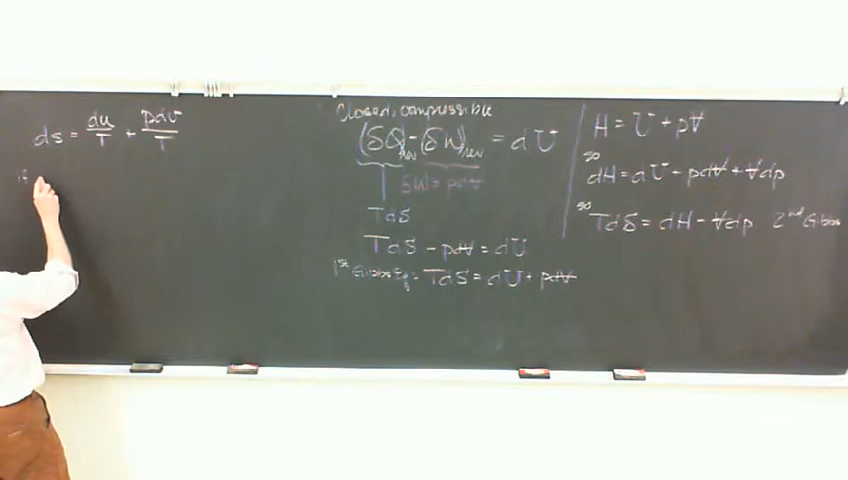 ds = du/T + pdv/T
if
Closed, compressible
(δQ)rev - (δW)rev = dU
δW = pdV
TdS
TdS - pdV = dU
1st Gibbs Eq = TdS = dU + pdV
H = U + pV
so
dH = dU - pdV + Vdp
so
TdS = dH - Vdp 2nd Gibbs